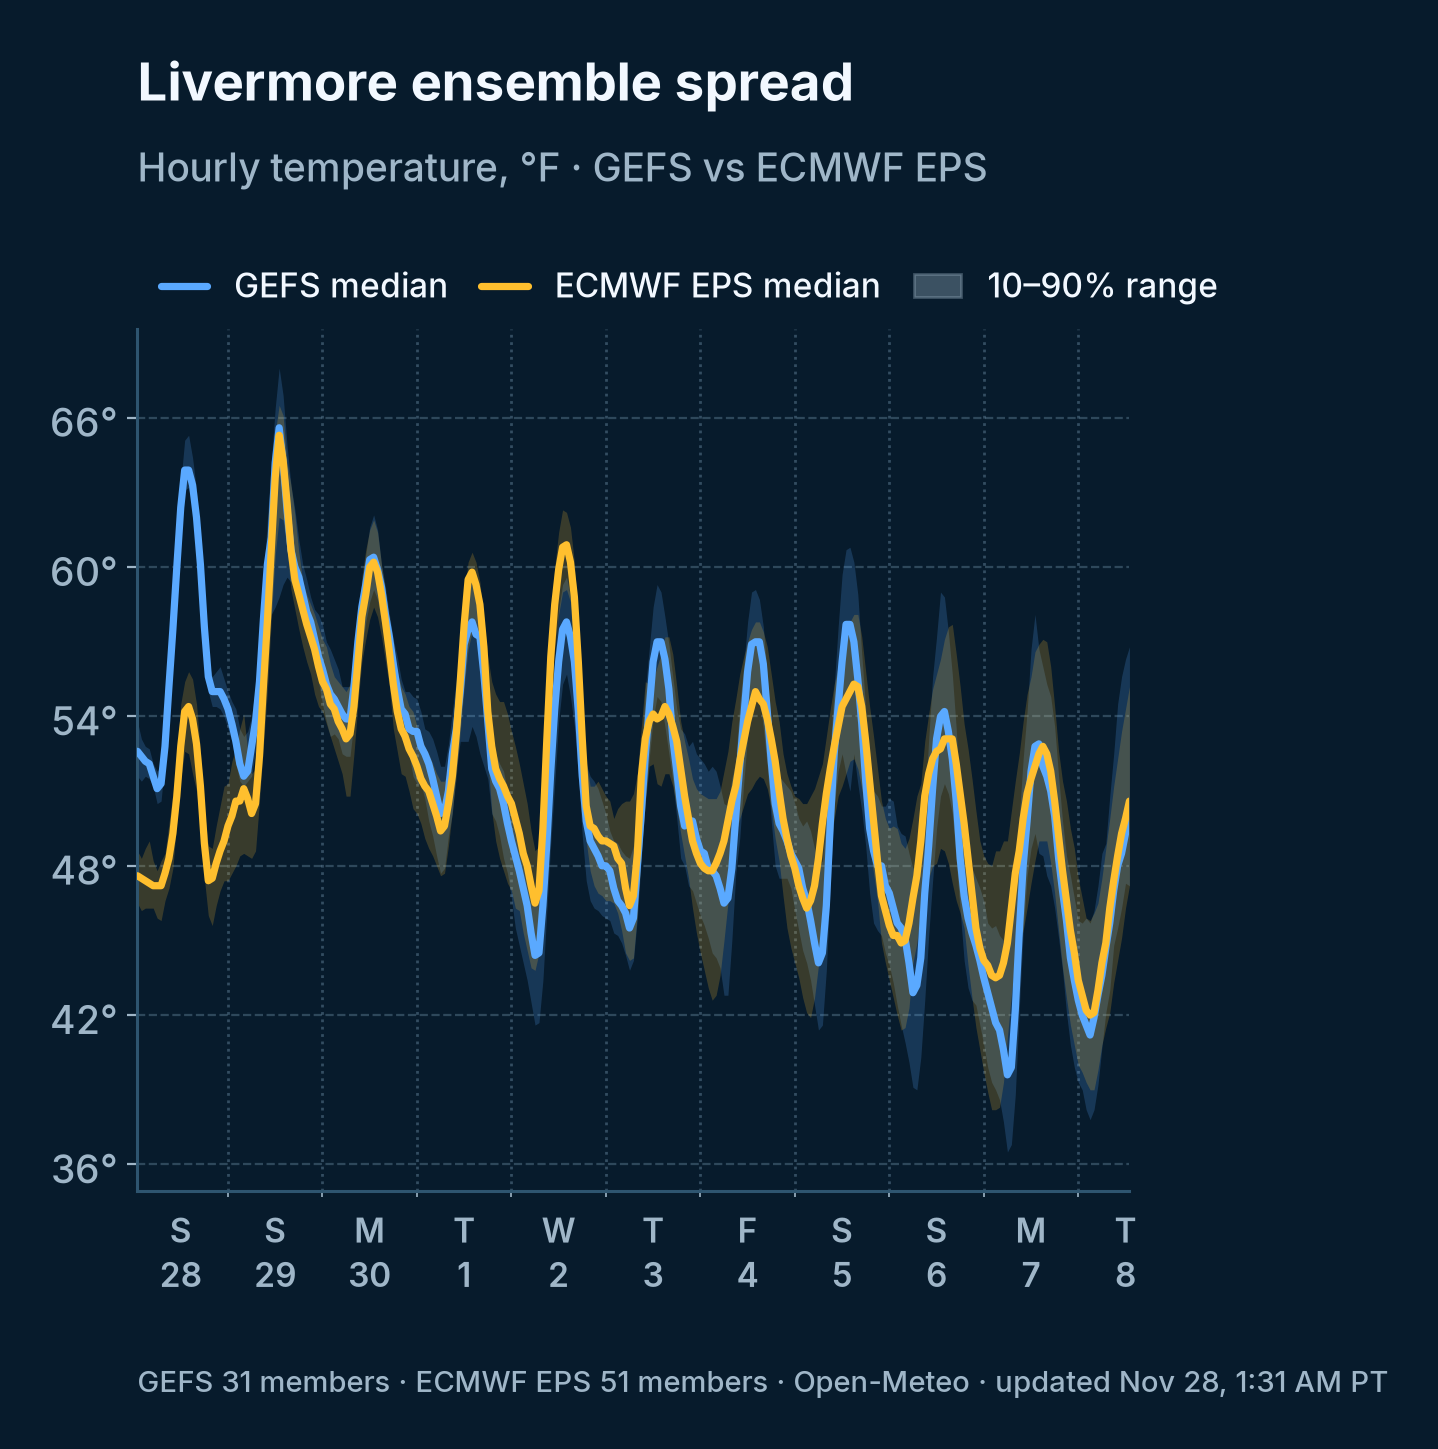 Livermore ensemble spread
Hourly temperature, °F · GEFS vs ECMWF EPS
GEFS median ECMWF EPS median 10–90% range
66°
60°
54°
48°
42°
36°
S S M T W T F S S M T
28 29 30 1 2 3 4 5 6 7 8
GEFS 31 members · ECMWF EPS 51 members · Open-Meteo · updated Nov 28, 1:31 AM PT